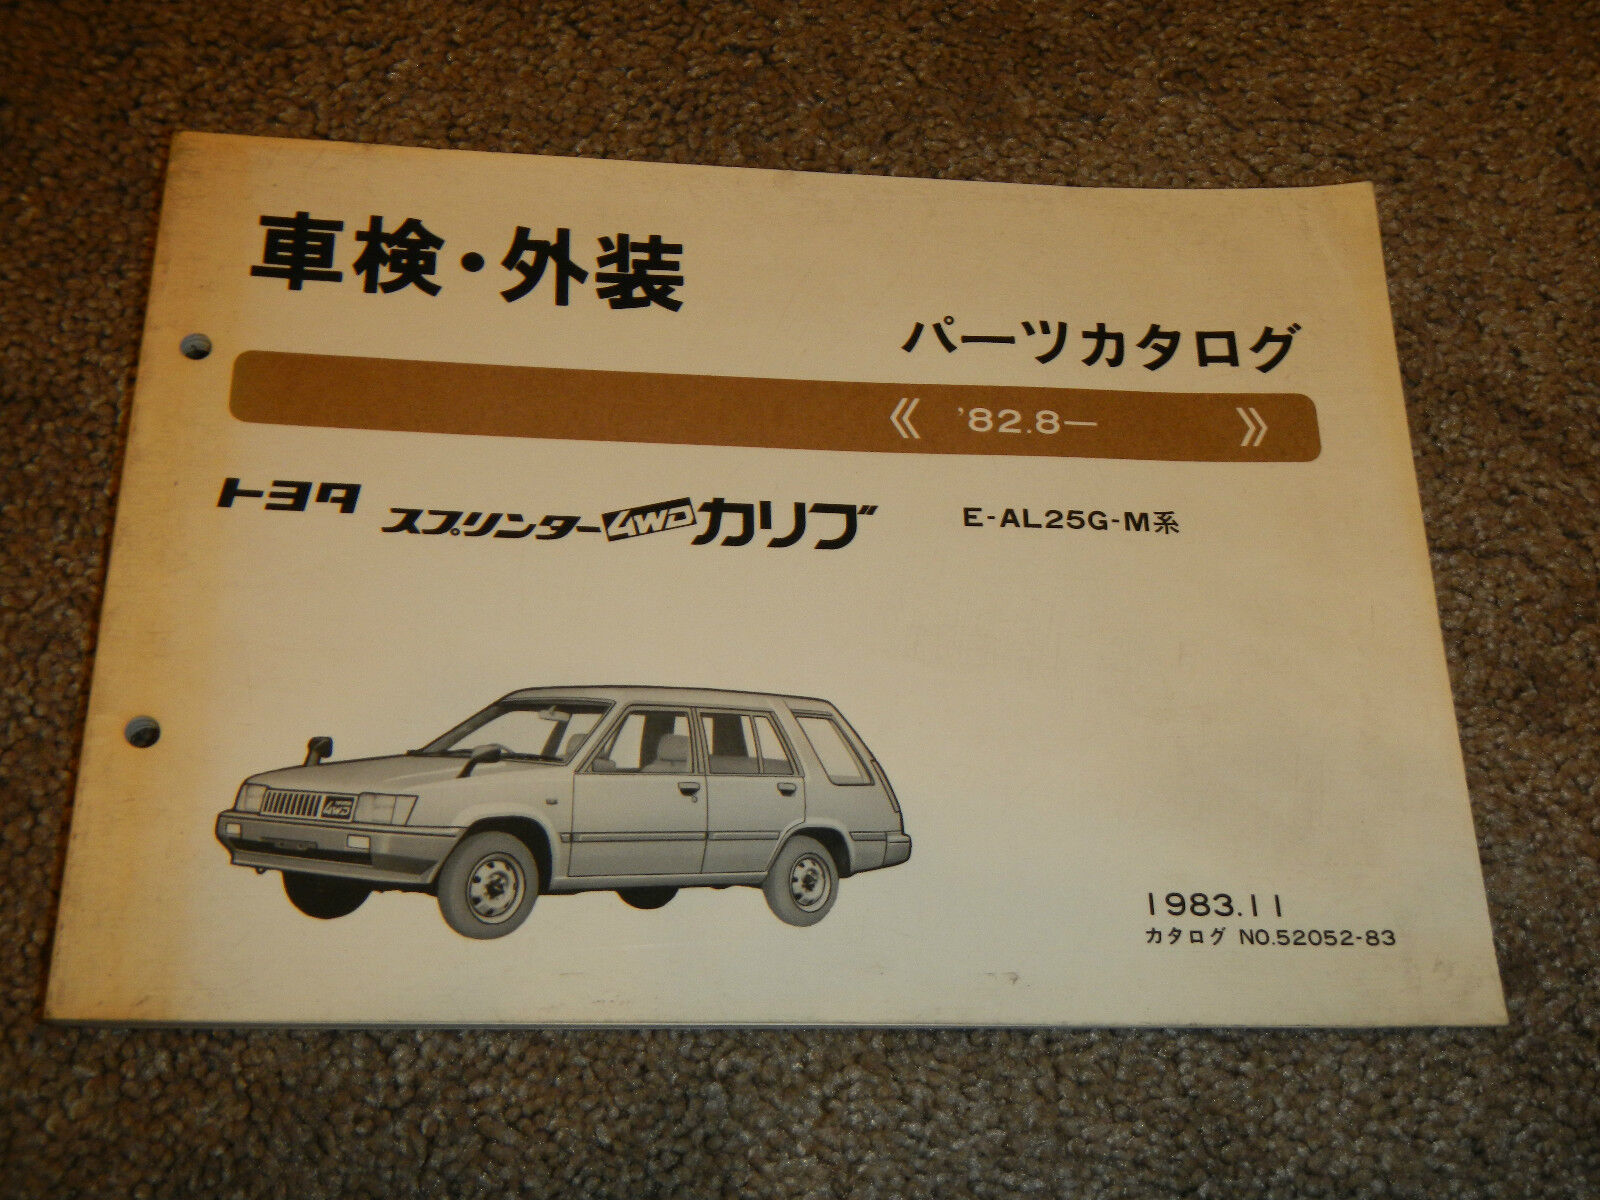 車検・外装
パーツカタログ
《 '82.8— 》
トヨタ スプリンター4WDカリブ E-AL25G-M系
4WD
1983.11
カタログ NO.52052-83